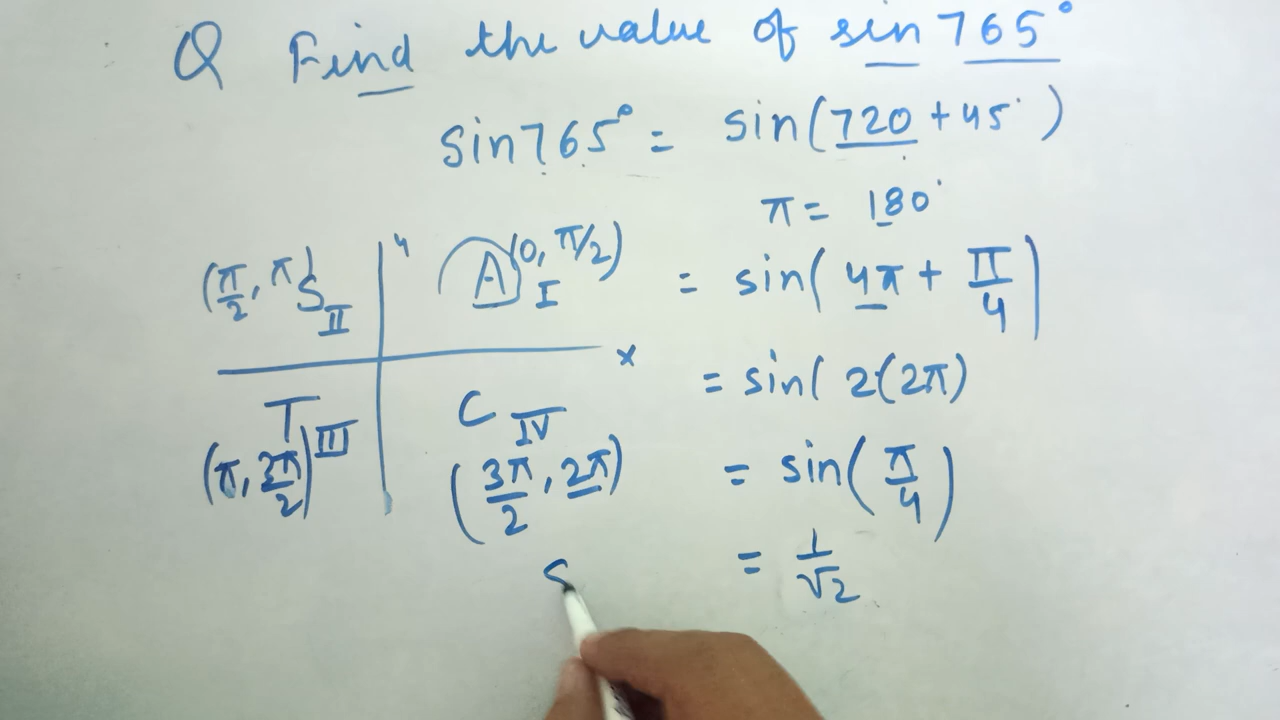 Q Find the value of sin 765°
sin 765° = sin(720 + 45°)
π = 180°
(π/2, π) S II
y
A (0, π/2) I
= sin(4π + π/4)
x
= sin( 2(2π)
T III (π, 3π/2)
C IV (3π/2, 2π)
= sin(π/4)
= 1/√2
S